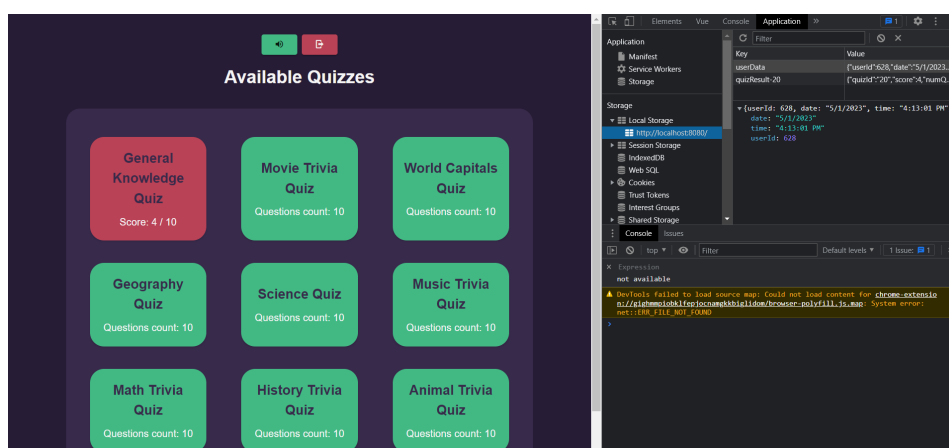 Available Quizzes
General
Knowledge
Quiz
Score: 4 / 10
Movie Trivia
Quiz
Questions count: 10
World Capitals
Quiz
Questions count: 10
Geography
Quiz
Questions count: 10
Science Quiz
Questions count: 10
Music Trivia
Quiz
Questions count: 10
Math Trivia
Quiz
Questions count: 10
History Trivia
Quiz
Questions count: 10
Animal Trivia
Quiz
Questions count: 10
Elements Vue Console Application » 1
Application
Manifest
Service Workers
Storage
Storage
Local Storage
http://localhost:8080/
Session Storage
IndexedDB
Web SQL
Cookies
Trust Tokens
Interest Groups
Shared Storage
Filter
Key Value
userData {"userId":628,"date":"5/1/2023...
quizResult-20 {"quizId":"20","score":4,"numQ...
{userId: 628, date: "5/1/2023", time: "4:13:01 PM"
date: "5/1/2023"
time: "4:13:01 PM"
userId: 628
Console Issues
top Filter Default levels 1 Issue: 1
Expression
not available
DevTools failed to load source map: Could not load content for chrome-extensio
n://gighmmpiobklfepjocnamgkkbiglidom/browser-polyfill.js.map: System error:
net::ERR_FILE_NOT_FOUND